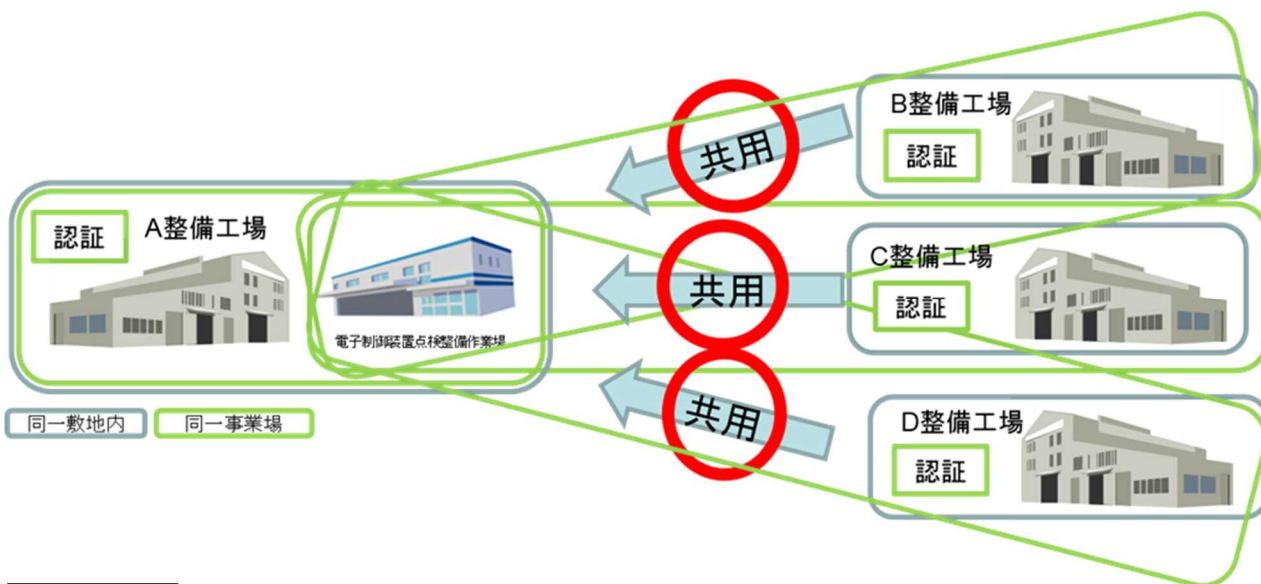 B整備工場
認証
共用
認証
A整備工場
C整備工場
認証
共用
電子制御装置点検整備作業場
同一敷地内
同一事業場
共用
D整備工場
認証